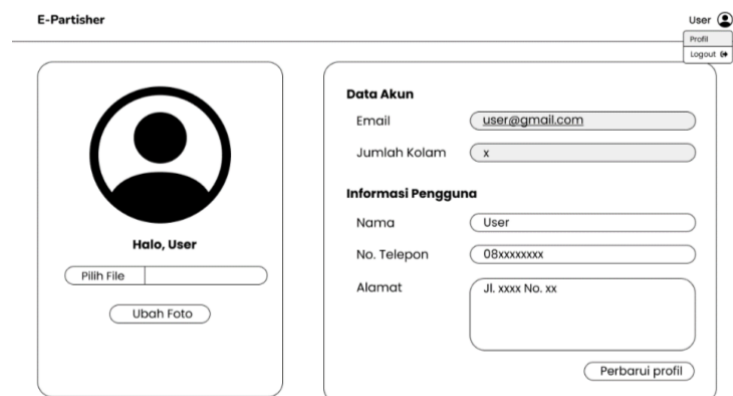 E-Partisher
User
Profil
Logout
Halo, User
Pilih File
Ubah Foto
Data Akun
Email user@gmail.com
Jumlah Kolam x
Informasi Pengguna
Nama User
No. Telepon 08xxxxxxxx
Alamat Jl. xxxx No. xx
Perbarui profil